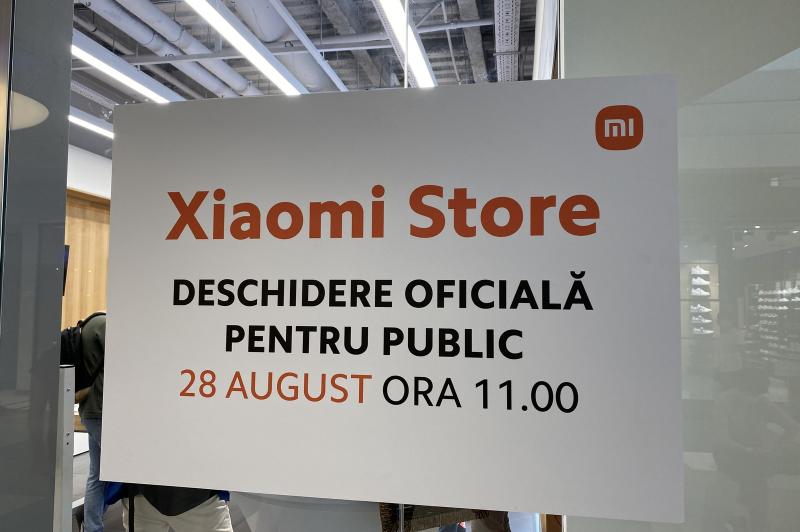 mi
Xiaomi Store
DESCHIDERE OFICIALĂ
PENTRU PUBLIC
28 AUGUST ORA 11.00